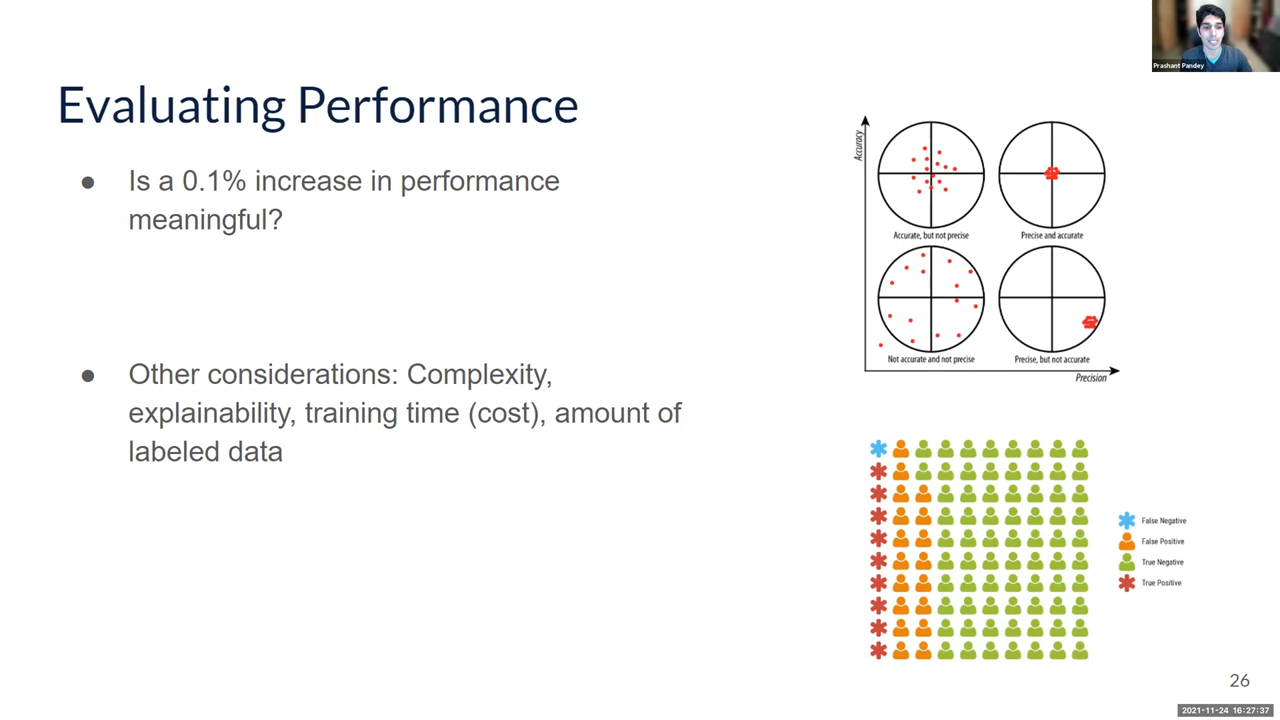 Prashant Pandey
Evaluating Performance
● Is a 0.1% increase in performance
meaningful?
● Other considerations: Complexity,
explainability, training time (cost), amount of
labeled data
Accuracy
Accurate, but not precise
Precise and accurate
Not accurate and not precise
Precise, but not accurate
Precision
False Negative
False Positive
True Negative
True Positive
26
2021-11-24 16:27:37